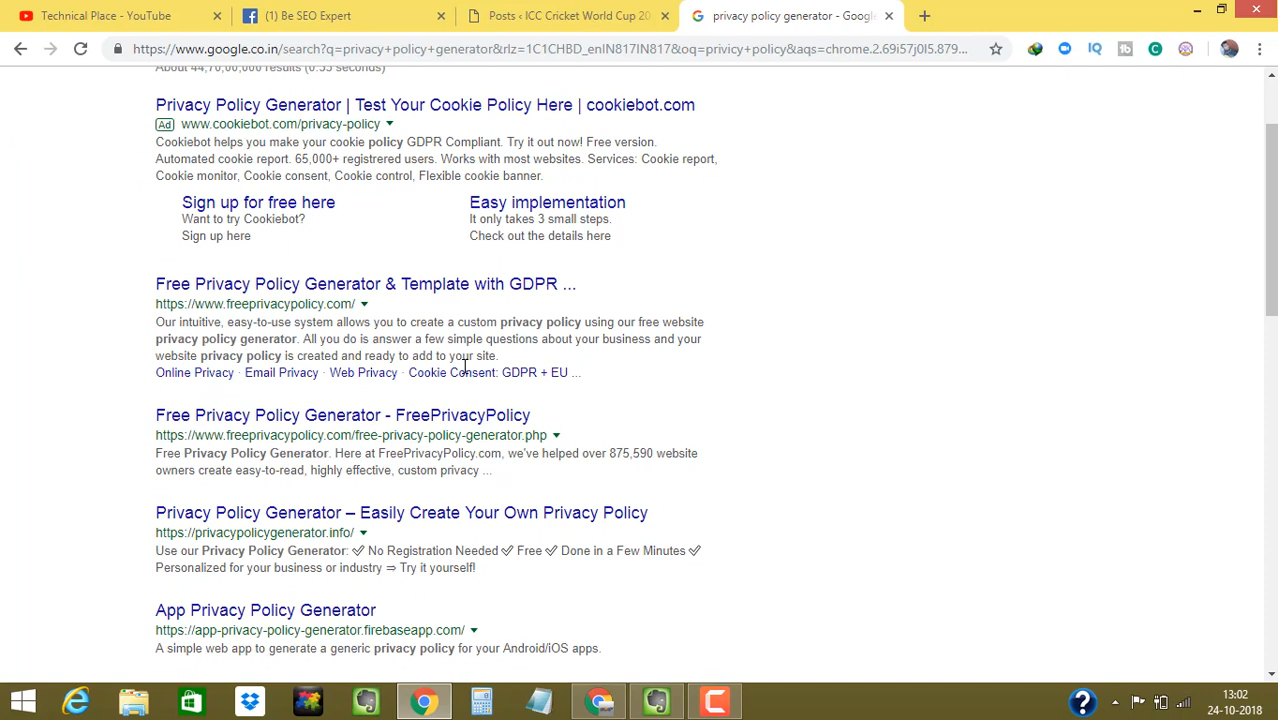 Technical Place - YouTube
(1) Be SEO Expert
Posts ‹ ICC Cricket World Cup 20
privacy policy generator - Google
https://www.google.co.in/search?q=privacy+policy+generator&rlz=1C1CHBD_enIN817IN817&oq=privcy+policy&aqs=chrome.2.69i57j0l5.879...
About 44,70,00,000 results (0.55 seconds)
Privacy Policy Generator | Test Your Cookie Policy Here | cookiebot.com
Ad www.cookiebot.com/privacy-policy
Cookiebot helps you make your cookie policy GDPR Compliant. Try it out now! Free version.
Automated cookie report. 65,000+ registrered users. Works with most websites. Services: Cookie report,
Cookie monitor, Cookie consent, Cookie control, Flexible cookie banner.
Sign up for free here
Want to try Cookiebot?
Sign up here
Easy implementation
It only takes 3 small steps.
Check out the details here
Free Privacy Policy Generator & Template with GDPR ...
https://www.freeprivacypolicy.com/
Our intuitive, easy-to-use system allows you to create a custom privacy policy using our free website
privacy policy generator. All you do is answer a few simple questions about your business and your
website privacy policy is created and ready to add to your site.
Online Privacy · Email Privacy · Web Privacy · Cookie Consent: GDPR + EU ...
Free Privacy Policy Generator - FreePrivacyPolicy
https://www.freeprivacypolicy.com/free-privacy-policy-generator.php
Free Privacy Policy Generator. Here at FreePrivacyPolicy.com, we've helped over 875,590 website
owners create easy-to-read, highly effective, custom privacy ...
Privacy Policy Generator – Easily Create Your Own Privacy Policy
https://privacypolicygenerator.info/
Use our Privacy Policy Generator: ✓ No Registration Needed ✓ Free ✓ Done in a Few Minutes ✓
Personalized for your business or industry ⇒ Try it yourself!
App Privacy Policy Generator
https://app-privacy-policy-generator.firebaseapp.com/
A simple web app to generate a generic privacy policy for your Android/iOS apps.
13:02
24-10-2018